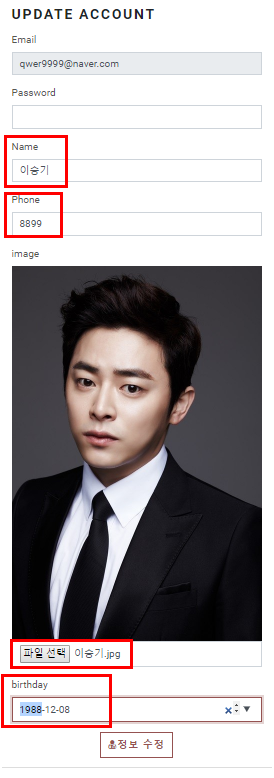 UPDATE ACCOUNT
Email
qwer9999@naver.com
Password
Name
이승기
Phone
8899
image
파일 선택 이승기.jpg
birthday
1988-12-08
정보 수정